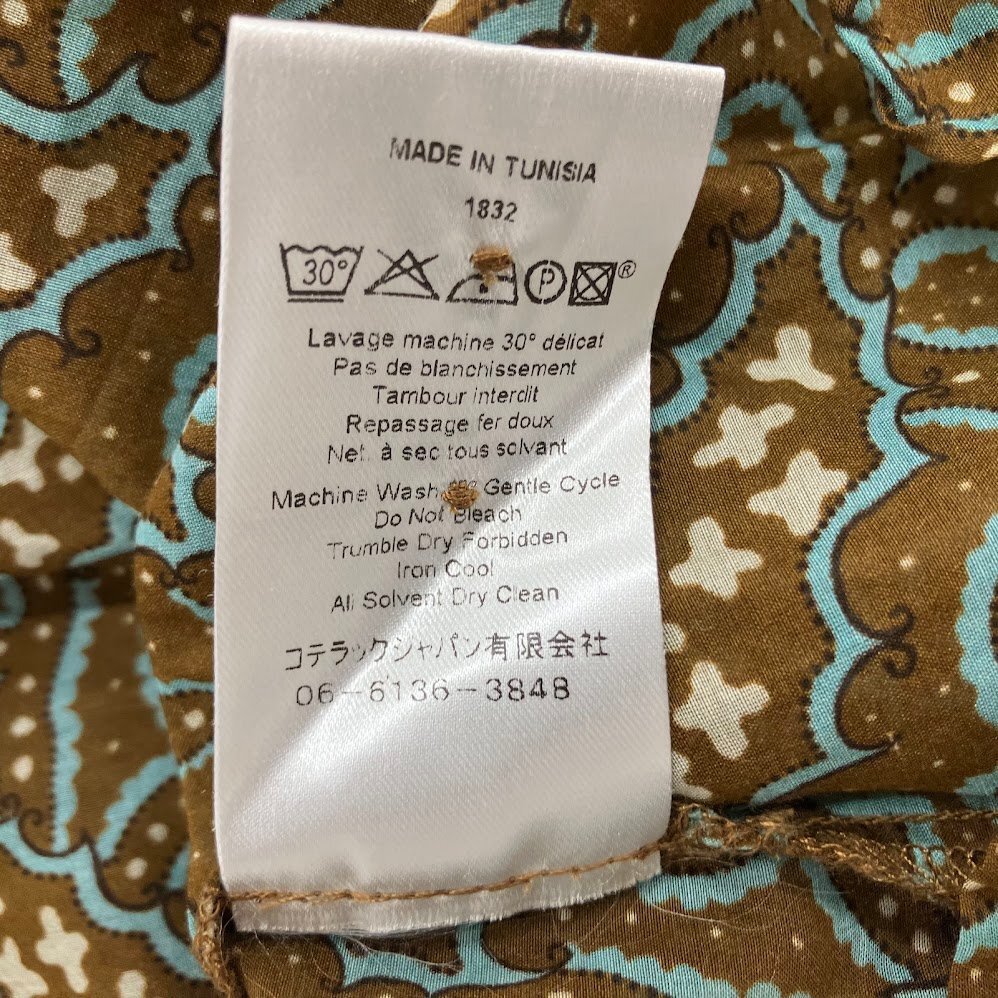 MADE IN TUNISIA
1832
30° P ®
Lavage machine 30° délicat
Pas de blanchissement
Tambour interdit
Repassage fer doux
Net. à sec tous solvant
Machine Wash Gentle Cycle
Do Not Bleach
Trumble Dry Forbidden
Iron Cool
All Solvent Dry Clean
コテラックジャパン有限会社
06-6136-3848